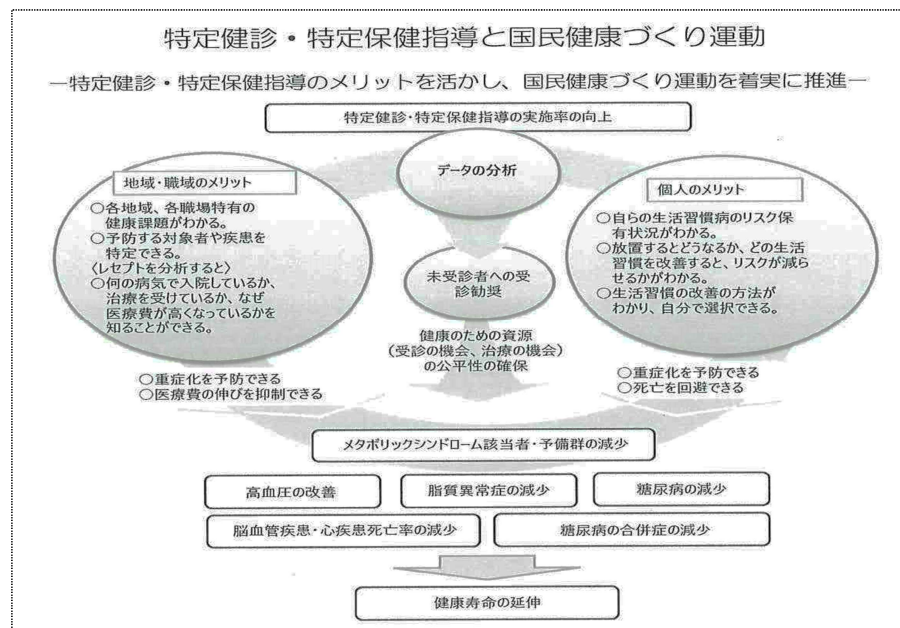 特定健診・特定保健指導と国民健康づくり運動
―特定健診・特定保健指導のメリットを活かし、国民健康づくり運動を着実に推進―
特定健診・特定保健指導の実施率の向上
データの分析
地域・職域のメリット
○各地域、各職場特有の
健康課題がわかる。
○予防する対象者や疾患を
特定できる。
〈レセプトを分析すると〉
○何の病気で入院しているか、
治療を受けているか、なぜ
医療費が高くなっているかを
知ることができる。
個人のメリット
○自らの生活習慣病のリスク保
有状況がわかる。
○放置するとどうなるか、どの生活
習慣を改善すると、リスクが減ら
せるかがわかる。
○生活習慣の改善の方法が
わかり、自分で選択できる。
未受診者への受
診勧奨
健康のための資源
(受診の機会、治療の機会)
の公平性の確保
○重症化を予防できる
○医療費の伸びを抑制できる
○重症化を予防できる
○死亡を回避できる
メタボリックシンドローム該当者・予備群の減少
高血圧の改善
脂質異常症の減少
糖尿病の減少
脳血管疾患・心疾患死亡率の減少
糖尿病の合併症の減少
健康寿命の延伸